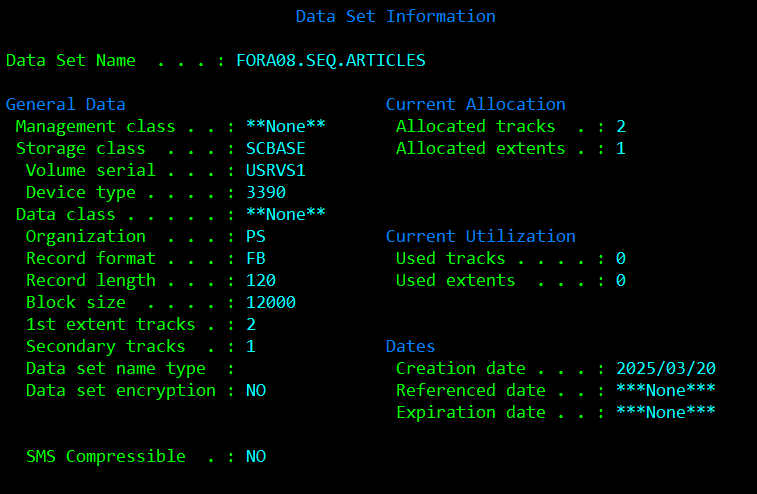 Data Set Information
Data Set Name  . . . : FORA08.SEQ.ARTICLES
General Data                          Current Allocation
 Management class . . : **None**       Allocated tracks  . : 2
 Storage class  . . . : SCBASE         Allocated extents . : 1
  Volume serial . . . : USRVS1
  Device type . . . . : 3390
 Data class . . . . . : **None**
  Organization  . . . : PS            Current Utilization
  Record format . . . : FB             Used tracks . . . . : 0
  Record length . . . : 120            Used extents  . . . : 0
  Block size  . . . . : 12000
  1st extent tracks . : 2
  Secondary tracks  . : 1             Dates
  Data set name type  :                Creation date . . . : 2025/03/20
  Data set encryption : NO             Referenced date . . : ***None***
                                       Expiration date . . : ***None***
  SMS Compressible  . : NO